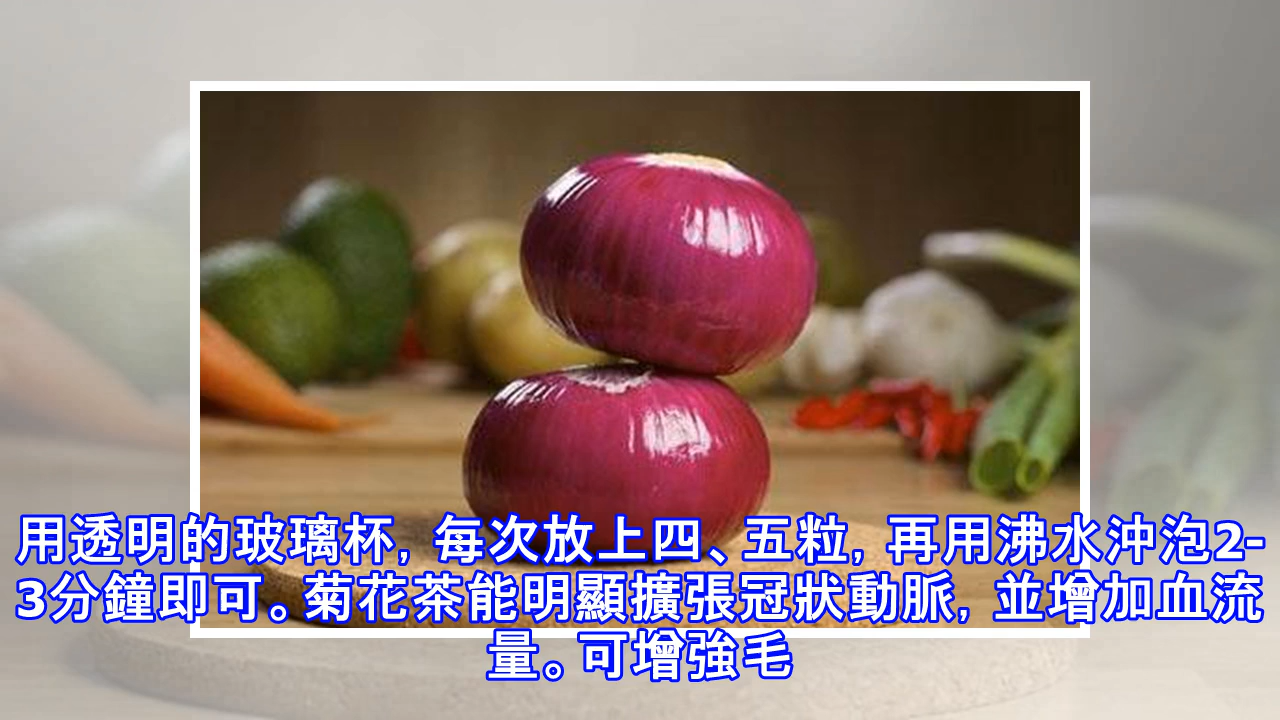 用透明的玻璃杯, 每次放上四、五粒, 再用沸水沖泡2-
3分鐘即可。菊花茶能明顯擴張冠狀動脈, 並增加血流
量。可增強毛